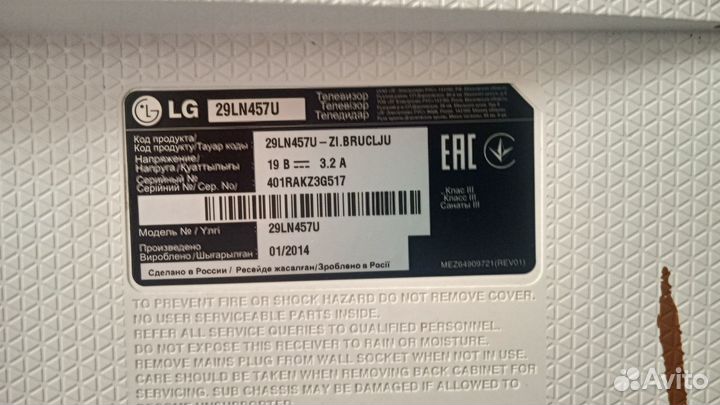 LG 29LN457U
Телевизор
Телевізор
Теледидар
Код продукта/
Код продукту/Тауар коды
29LN457U-ZI.BRUCLJU
Напряжение/
Напруга/Қуаттылығы
19 В 3.2 А
Серийный №/
Серійний №/Сер. No/
401RAKZ3G517
Модель № / Үлгі
29LN457U
Произведено
Вироблено/Шығарылған
01/2014
Сделано в России / Ресейде жасалған/Зроблено в Росії
EAC
Клас III
Класс III
Санаты III
MEZ64909721(REV01)
TO PREVENT FIRE OR SHOCK HAZARD DO NOT REMOVE COVER.
NO USER SERVICEABLE PARTS INSIDE.
REFER ALL SERVICE QUERIES TO QUALIFIED PERSONNEL.
DO NOT EXPOSE THIS RECEIVER TO RAIN OR MOISTURE.
REMOVE MAINS PLUG FROM WALL SOCKET WHEN NOT IN USE.
CARE SHOULD BE TAKEN WHEN REMOVING BACK CABINET FOR
SERVICING. SUB CHASSIS MAY BE DAMAGED IF ALLOWED TO
Avito